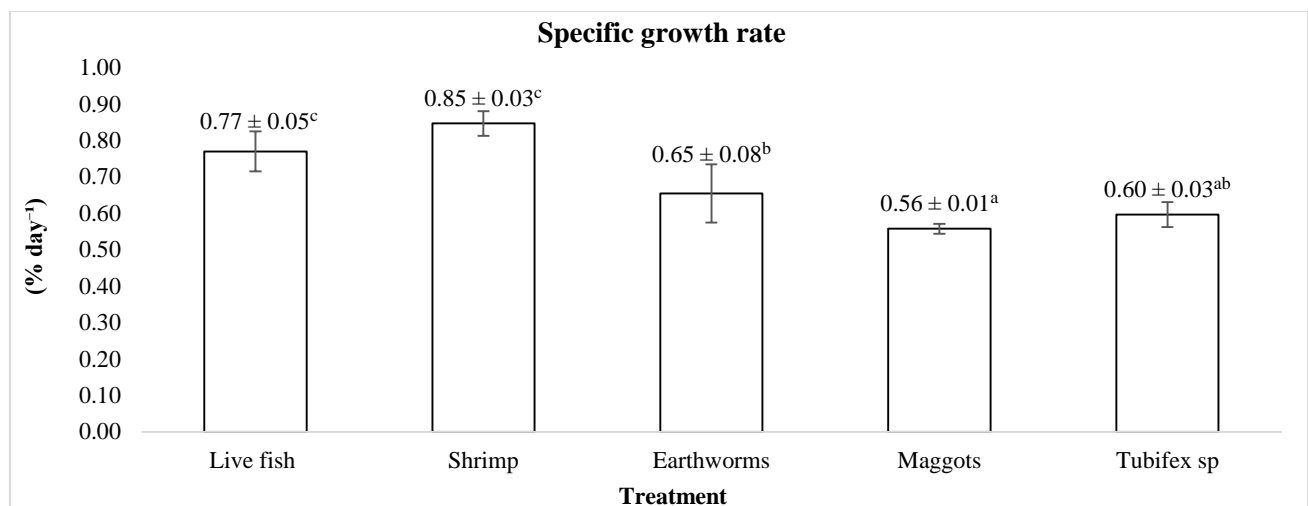 Specific growth rate
(% day⁻¹)
1.00
0.90
0.80
0.70
0.60
0.50
0.40
0.30
0.20
0.10
0.00
0.77 ± 0.05ᶜ
0.85 ± 0.03ᶜ
0.65 ± 0.08ᵇ
0.56 ± 0.01ᵃ
0.60 ± 0.03ᵃᵇ
Live fish
Shrimp
Earthworms
Maggots
Tubifex sp
Treatment